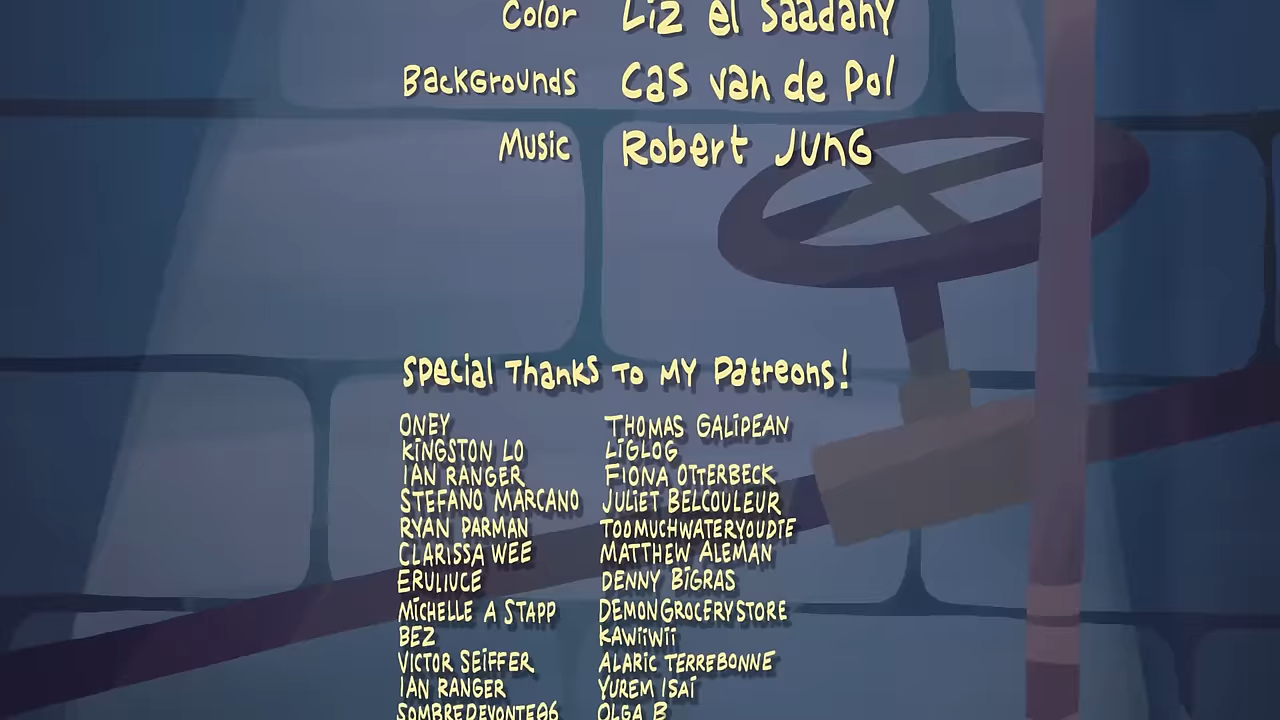 Color Liz el Saadany
Backgrounds Cas van de Pol
Music Robert Jung
Special Thanks To My Patreons!
ONEY THOMAS GALIPEAN
KINGSTON LO LIGLOG
IAN RANGER FIONA OTTERBECK
STEFANO MARCANO JULIET BELCOULEUR
RYAN PARMAN TOOMUCHWATERYOUDIE
CLARISSA WEE MATTHEW ALEMAN
ERULIUCE DENNY BIGRAS
MICHELLE A STAPP DEMONGROCERYSTORE
BEZ KAWIIWII
VICTOR SEIFFER ALARIC TERREBONNE
IAN RANGER YUREM ISAI
OLGA B